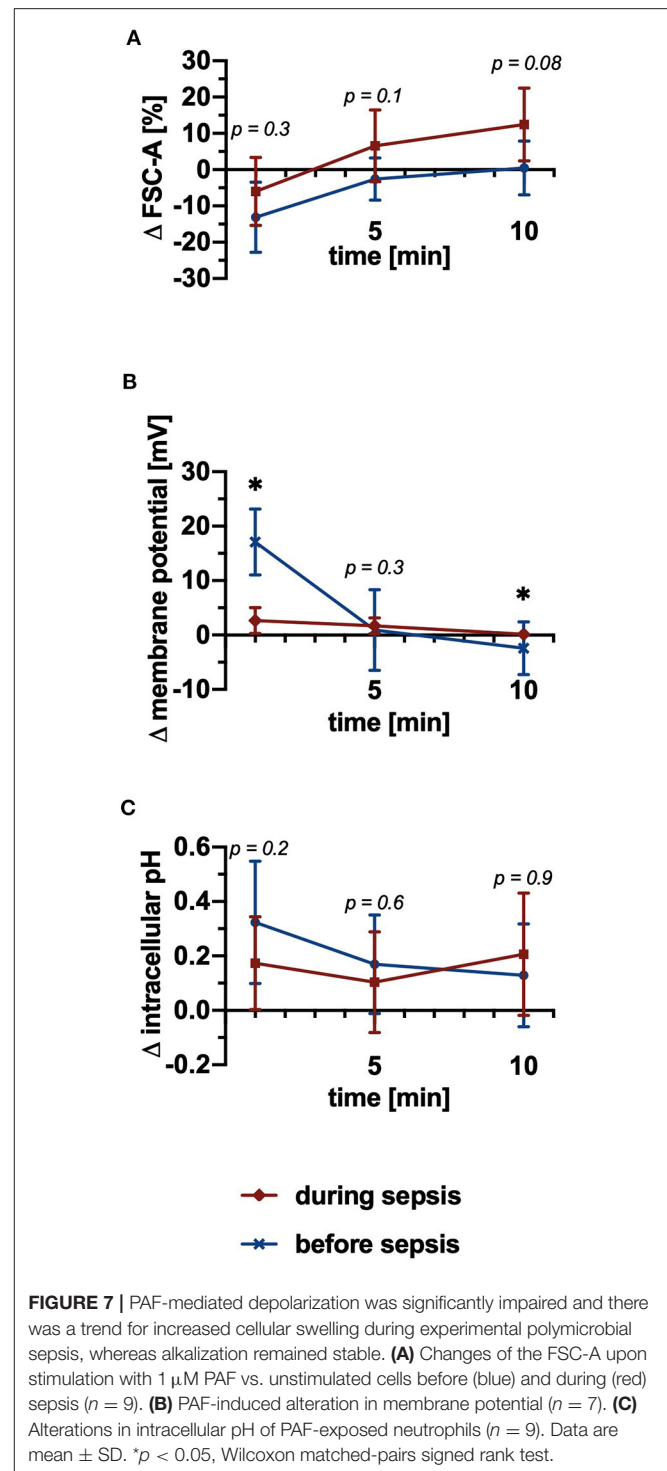 A
Δ FSC-A [%]
30
20
10
0
-10
-20
-30
p = 0.3
p = 0.1
p = 0.08
5
10
time [min]
B
Δ membrane potential [mV]
30
20
10
0
-10
*
p = 0.3
*
5
10
time [min]
C
Δ intracellular pH
0.6
0.4
0.2
0.0
-0.2
p = 0.2
p = 0.6
p = 0.9
5
10
time [min]
during sepsis
before sepsis
FIGURE 7 | PAF-mediated depolarization was significantly impaired and there
was a trend for increased cellular swelling during experimental polymicrobial
sepsis, whereas alkalization remained stable. (A) Changes of the FSC-A upon
stimulation with 1 μM PAF vs. unstimulated cells before (blue) and during (red)
sepsis (n = 9). (B) PAF-induced alteration in membrane potential (n = 7). (C)
Alterations in intracellular pH of PAF-exposed neutrophils (n = 9). Data are
mean ± SD. *p < 0.05, Wilcoxon matched-pairs signed rank test.